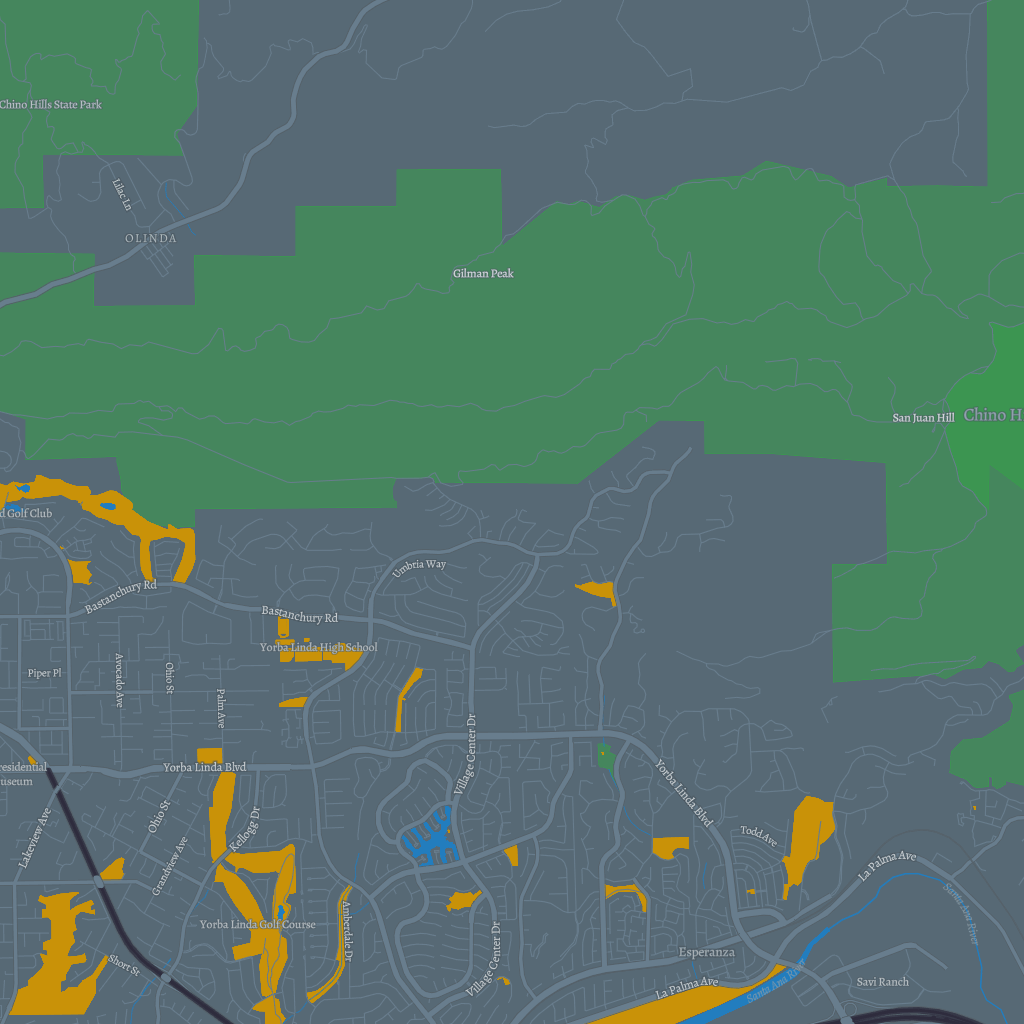 Chino Hills State Park
Lilac Ln
OLINDA
Gilman Peak
San Juan Hill
Chino H
d Golf Club
Umbria Way
Bastanchury Rd
Bastanchury Rd
Yorba Linda High School
Piper Pl
Avocado Ave
Ohio St
Palm Ave
Village Center Dr
residential
useum
Yorba Linda Blvd
Yorba Linda Blvd
Lakeview Ave
Ohio St
Grandview Ave
Kellogg Dr
Todd Ave
La Palma Ave
Yorba Linda Golf Course
Amberdale Dr
Village Center Dr
Santa Ana River
Short St
Esperanza
La Palma Ave
Santa Ana River
Savi Ranch